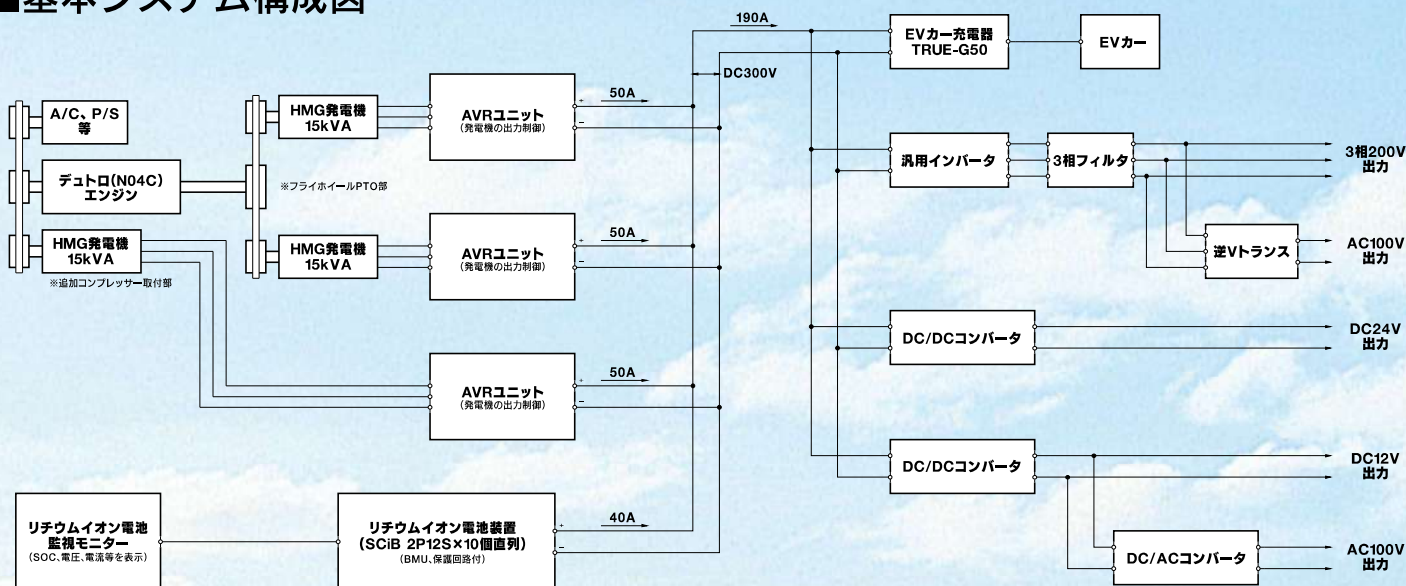 ■基本システム構成図
190A
EVカー充電器
TRUE-G50
EVカー
DC300V
A/C、P/S
等
HMG発電機
15kVA
AVRユニット
(発電機の出力制御)
+
50A
−
デュトロ(N04C)
エンジン
※フライホイールPTO部
汎用インバータ
3相フィルタ
3相200V
出力
HMG発電機
15kVA
※追加コンプレッサー取付部
HMG発電機
15kVA
AVRユニット
(発電機の出力制御)
+
50A
−
逆Vトランス
AC100V
出力
DC/DCコンバータ
DC24V
出力
AVRユニット
(発電機の出力制御)
+
50A
−
DC/DCコンバータ
DC12V
出力
リチウムイオン電池
監視モニター
(SOC、電圧、電流等を表示)
リチウムイオン電池装置
(SCiB 2P12S×10個直列)
(BMU、保護回路付)
+
40A
−
DC/ACコンバータ
AC100V
出力